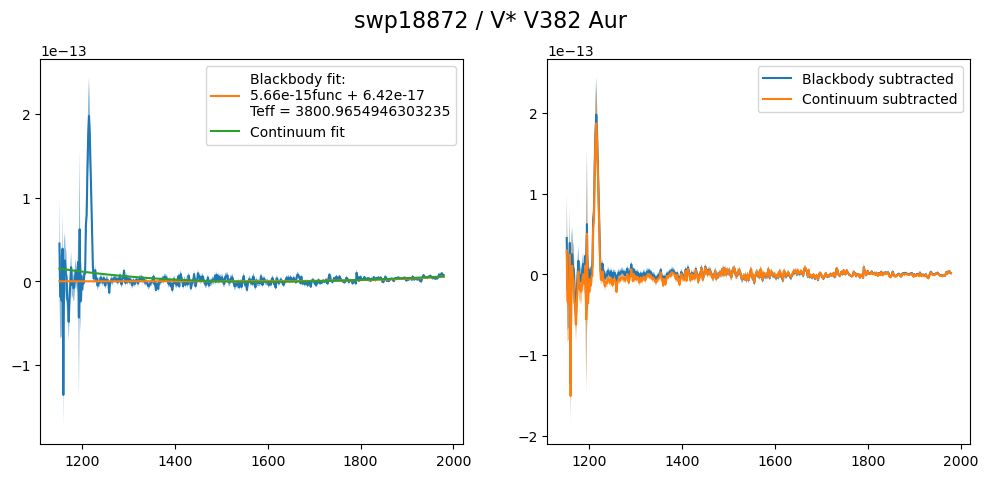 swp18872 / V* V382 Aur
1e−13
Blackbody fit:
5.66e-15func + 6.42e-17
Teff = 3800.9654946303235
Continuum fit
2
1
0
−1
1200
1400
1600
1800
2000
1e−13
Blackbody subtracted
Continuum subtracted
2
1
0
−1
−2
1200
1400
1600
1800
2000